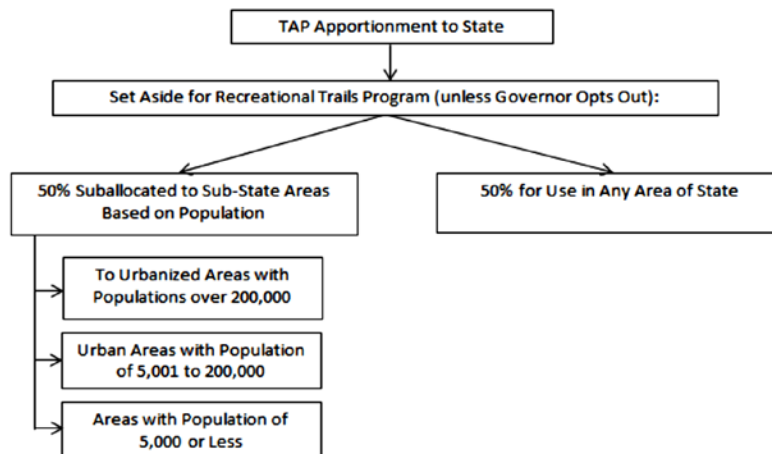 TAP Apportionment to State
Set Aside for Recreational Trails Program (unless Governor Opts Out):
50% Suballocated to Sub-State Areas
Based on Population
50% for Use in Any Area of State
To Urbanized Areas with
Populations over 200,000
Urban Areas with Population
of 5,001 to 200,000
Areas with Population of
5,000 or Less